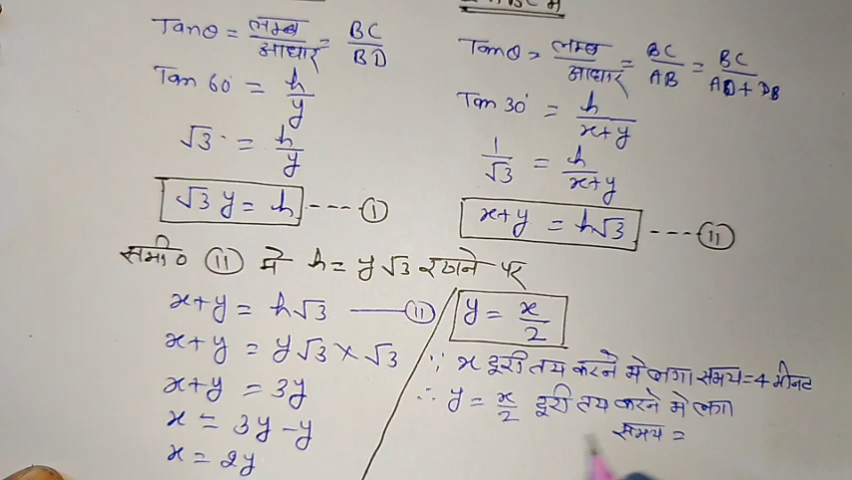 Tanθ = लम्ब/आधार = BC/BD
Tan 60° = h/y
√3 = h/y
√3 y = h ---- (I)
Tanθ = लम्ब/आधार = BC/AB = BC/AD+DB
Tan 30° = h/x+y
1/√3 = h/x+y
x+y = h√3 ---- (II)
समी० (II) में h = y√3 रखने पर
x+y = h√3 —— (II)
x+y = y√3 × √3
x+y = 3y
x = 3y-y
x = 2y
y = x/2
∵ x दूरी तय करने मे लगा समय = 4 मीनट
∴ y = x/2 दूरी तय करने मे लगा
समय =